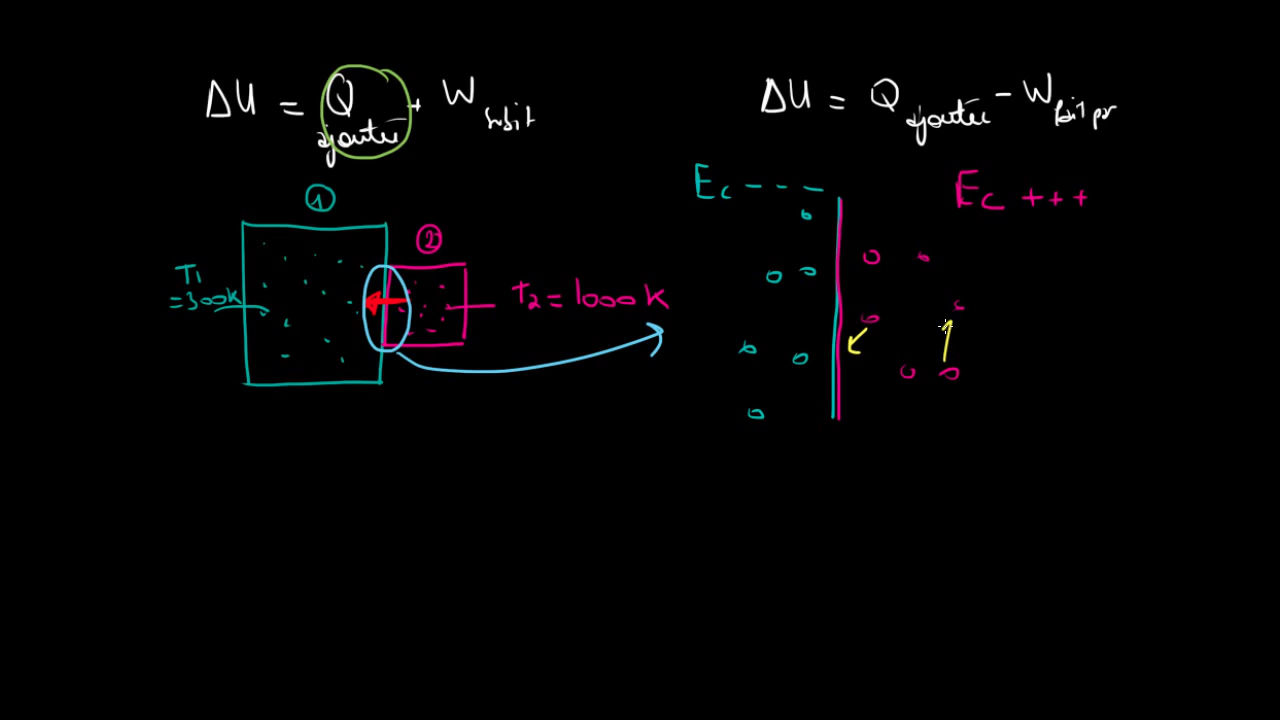 ΔU = Q ajoutée + W subit
ΔU = Q ajoutée - W fait par
Ec - - -
Ec + + +
①
②
T1
= 300K
T2 = 1000 K